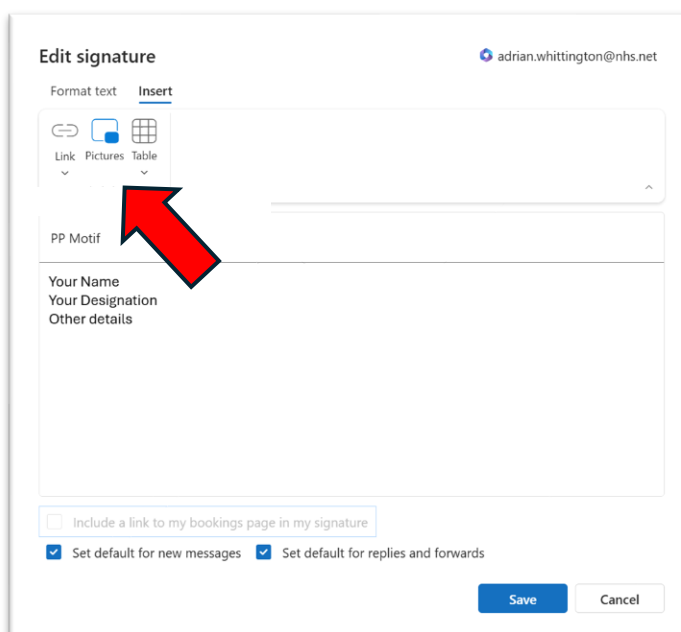 Edit signature
adrian.whittington@nhs.net
Format text Insert
Link Pictures Table
PP Motif
Your Name
Your Designation
Other details
Include a link to my bookings page in my signature
Set default for new messages Set default for replies and forwards
Save Cancel